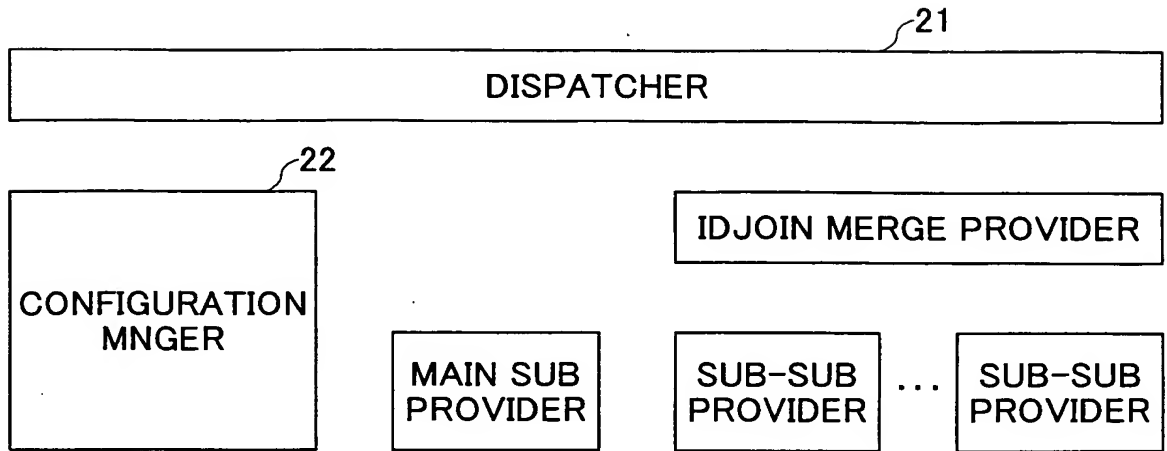 21
DISPATCHER
22
IDJOIN MERGE PROVIDER
CONFIGURATION
MNGER
MAIN SUB
PROVIDER
SUB-SUB
PROVIDER
...
SUB-SUB
PROVIDER